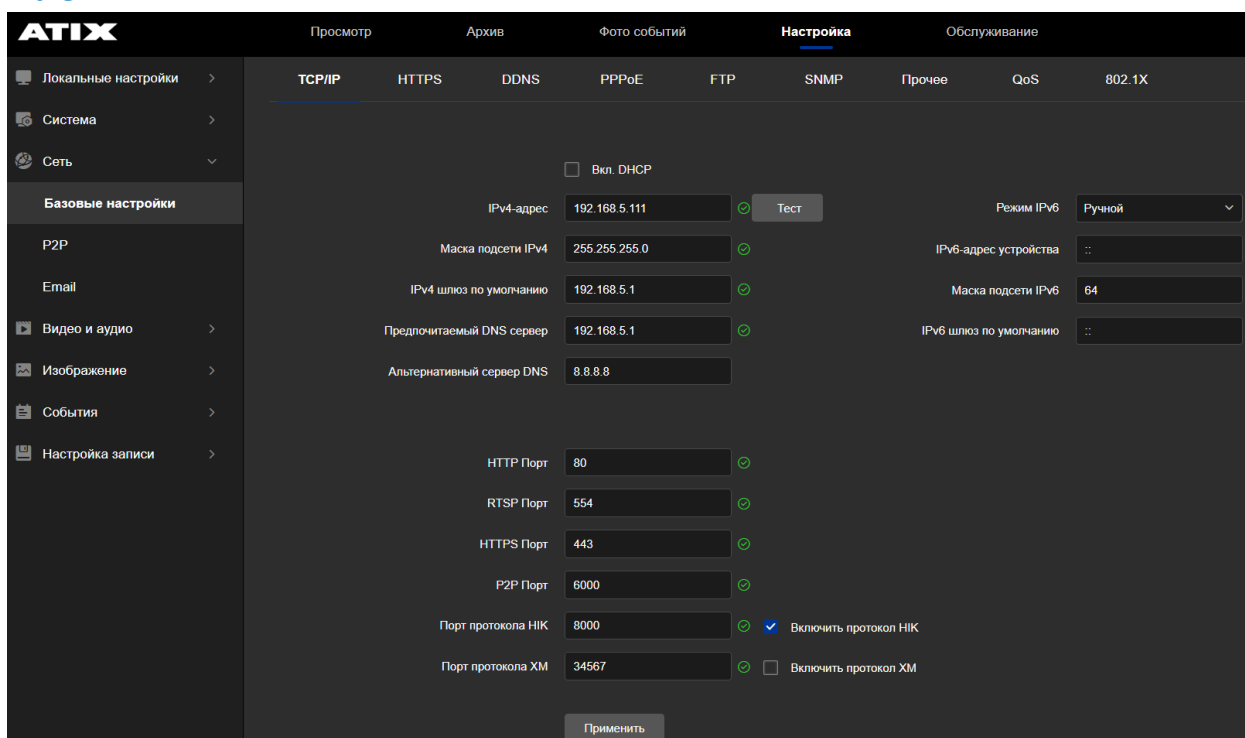 ATIX
Просмотр Архив Фото событий Настройка Обслуживание
Локальные настройки
Система
Сеть
Базовые настройки
P2P
Email
Видео и аудио
Изображение
События
Настройка записи
TCP/IP HTTPS DDNS PPPoE FTP SNMP Прочее QoS 802.1X
Вкл. DHCP
IPv4-адрес 192.168.5.111 Тест Режим IPv6 Ручной
Маска подсети IPv4 255.255.255.0 IPv6-адрес устройства ::
IPv4 шлюз по умолчанию 192.168.5.1 Маска подсети IPv6 64
Предпочитаемый DNS сервер 192.168.5.1 IPv6 шлюз по умолчанию ::
Альтернативный сервер DNS 8.8.8.8
HTTP Порт 80
RTSP Порт 554
HTTPS Порт 443
P2P Порт 6000
Порт протокола HIK 8000 Включить протокол HIK
Порт протокола XM 34567 Включить протокол XM
Применить